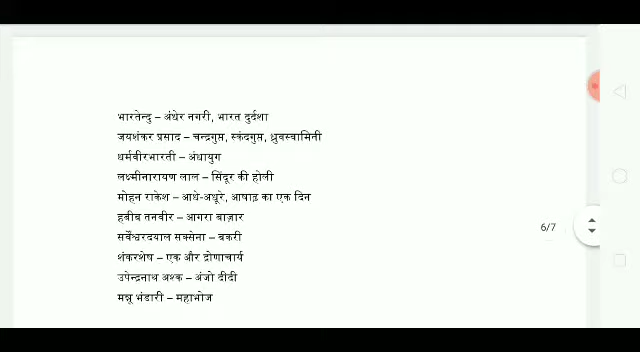 भारतेन्दु – अंधेर नगरी, भारत दुर्दशा
जयशंकर प्रसाद – चन्द्रगुप्त, स्कंदगुप्त, ध्रुवस्वामिनी
धर्मवीरभारती – अंधायुग
लक्ष्मीनारायण लाल – सिंदूर की होली
मोहन राकेश – आधे-अधूरे, आषाढ़ का एक दिन
हबीब तनवीर – आगरा बाज़ार
सर्वेश्वरदयाल सक्सेना – बकरी
शंकरशेष – एक और द्रोणाचार्य
उपेन्द्रनाथ अश्क – अंजो दीदी
मन्नू भंडारी – महाभोज
6/7